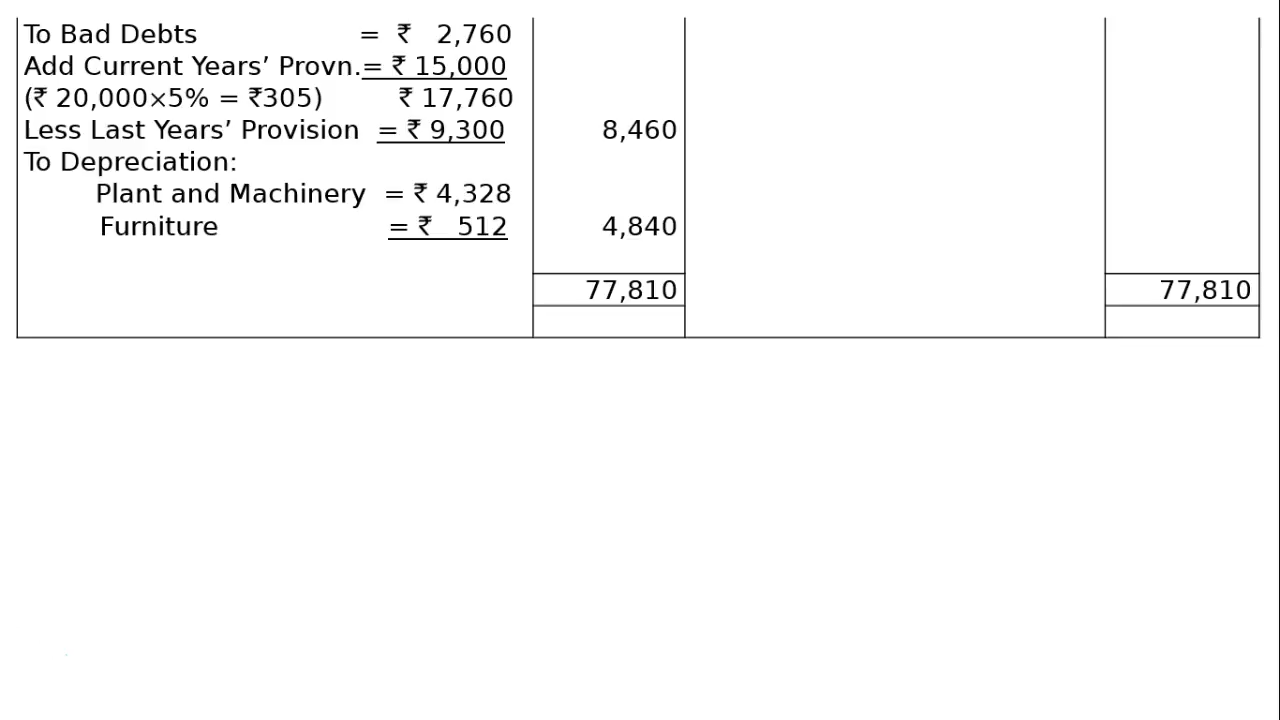 To Bad Debts = ₹ 2,760
Add Current Years’ Provn.= ₹ 15,000
(₹ 20,000×5% = ₹305) ₹ 17,760
Less Last Years’ Provision = ₹ 9,300 8,460
To Depreciation:
Plant and Machinery = ₹ 4,328
Furniture = ₹ 512 4,840
77,810 77,810